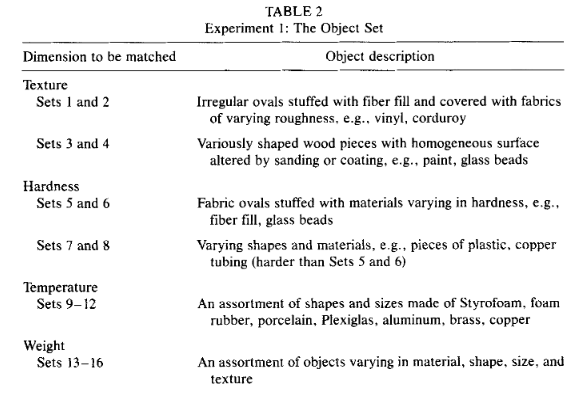 TABLE 2
Experiment 1: The Object Set
Dimension to be matched Object description
Texture
Sets 1 and 2 Irregular ovals stuffed with fiber fill and covered with fabrics
of varying roughness, e.g., vinyl, corduroy
Sets 3 and 4 Variously shaped wood pieces with homogeneous surface
altered by sanding or coating, e.g., paint, glass beads
Hardness
Sets 5 and 6 Fabric ovals stuffed with materials varying in hardness, e.g.,
fiber fill, glass beads
Sets 7 and 8 Varying shapes and materials, e.g., pieces of plastic, copper
tubing (harder than Sets 5 and 6)
Temperature
Sets 9–12 An assortment of shapes and sizes made of Styrofoam, foam
rubber, porcelain, Plexiglas, aluminum, brass, copper
Weight
Sets 13–16 An assortment of objects varying in material, shape, size, and
texture